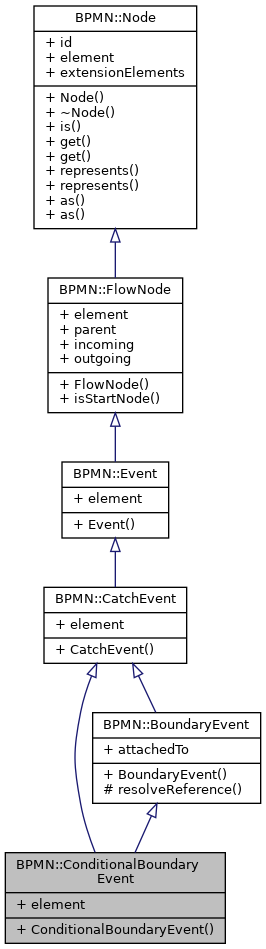 BPMN::Node
+ id
+ element
+ extensionElements
+ Node()
+ ~Node()
+ is()
+ get()
+ get()
+ represents()
+ represents()
+ as()
+ as()
BPMN::FlowNode
+ element
+ parent
+ incoming
+ outgoing
+ FlowNode()
+ isStartNode()
BPMN::Event
+ element
+ Event()
BPMN::CatchEvent
+ element
+ CatchEvent()
BPMN::BoundaryEvent
+ attachedTo
+ BoundaryEvent()
# resolveReference()
BPMN::ConditionalBoundary
Event
+ element
+ ConditionalBoundaryEvent()